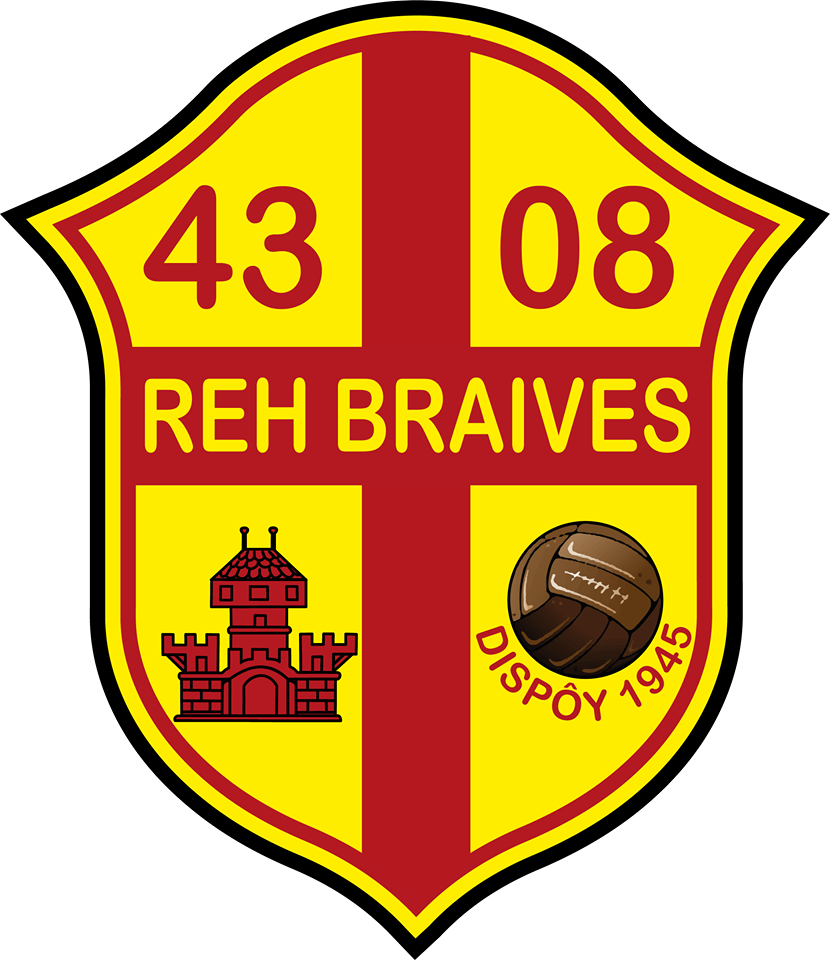 43 08
REH BRAIVES
DISPÔY 1945